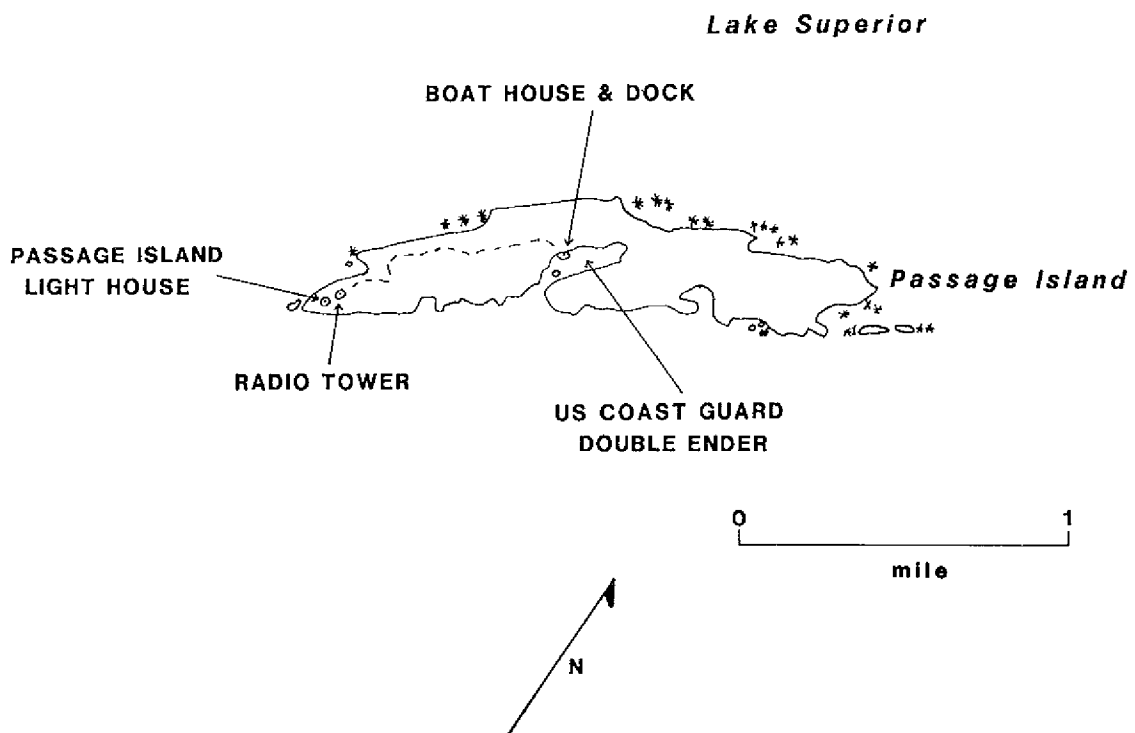 Lake Superior
BOAT HOUSE & DOCK
PASSAGE ISLAND
LIGHT HOUSE
Passage Island
RADIO TOWER
US COAST GUARD
DOUBLE ENDER
0 1
mile
N